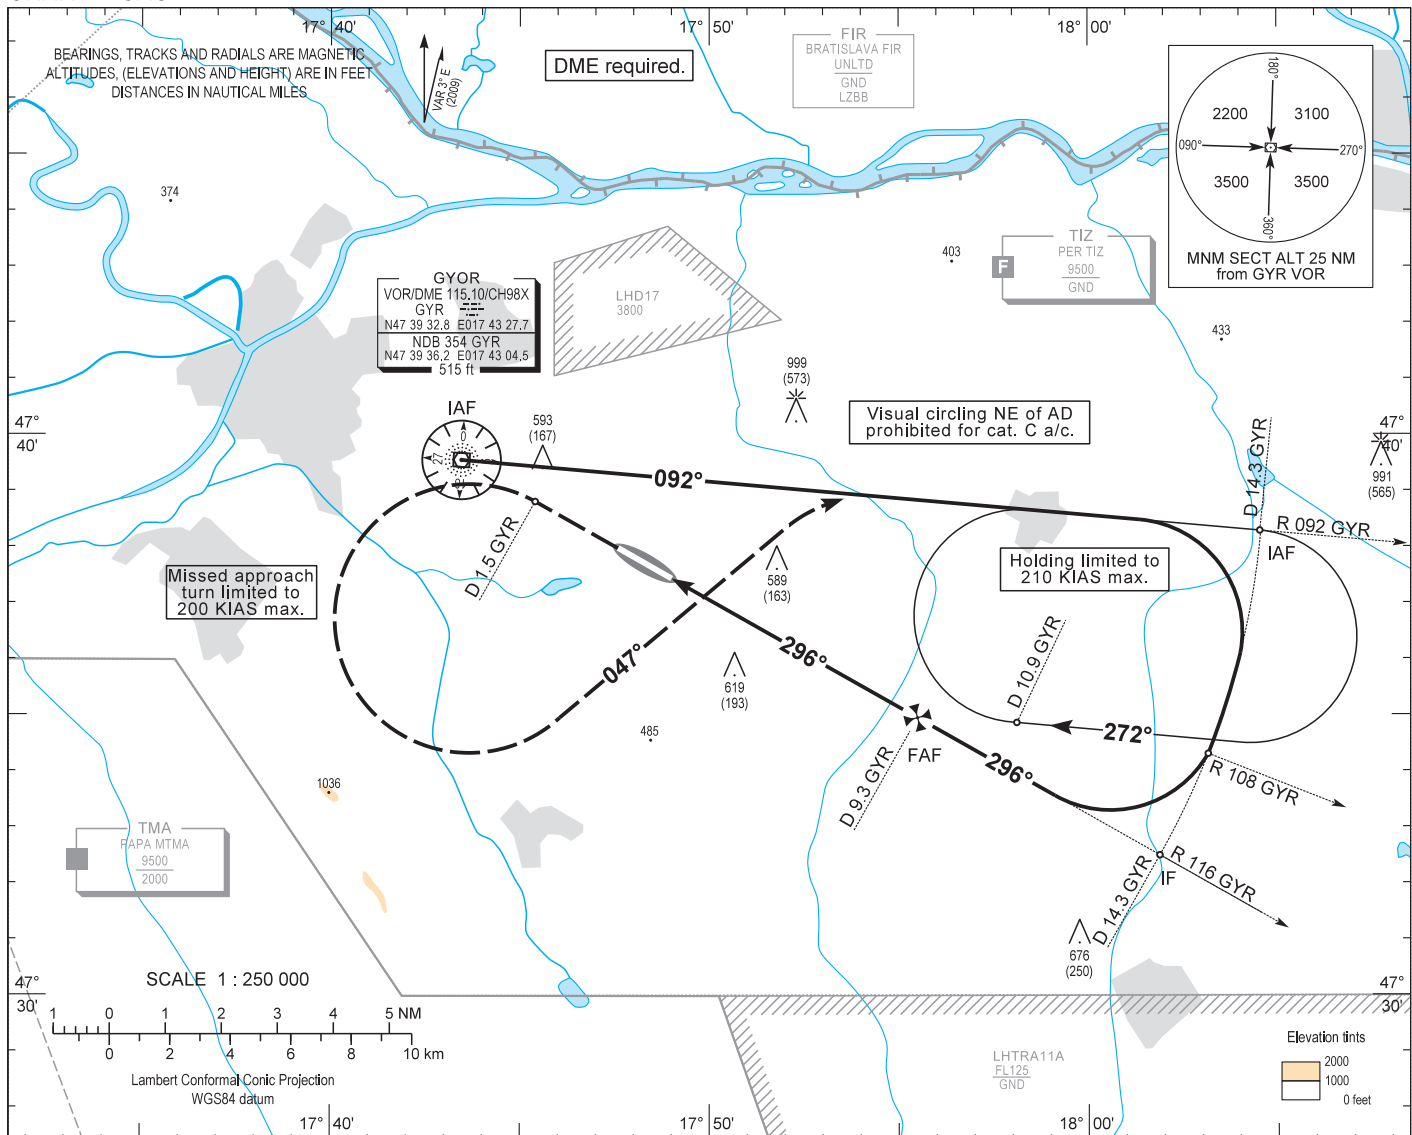 17° 40'
17° 50'
18° 00'
BEARINGS, TRACKS AND RADIALS ARE MAGNETIC
ALTITUDES, (ELEVATIONS AND HEIGHT) ARE IN FEET
DISTANCES IN NAUTICAL MILES
VAR 3° E
(2009)
DME required.
FIR
BRATISLAVA FIR
UNLTD
GND
LZBB
180°
2200
3100
090°
270°
3500
3500
360°
MNM SECT ALT 25 NM
from GYR VOR
374
403
TIZ
F
PER TIZ
9500
GND
GYOR
VOR/DME 115.10/CH98X
GYR
N47 39 32.8 E017 43 27.7
NDB 354 GYR
N47 39 36,2 E017 43 04,5
515 ft
LHD17
3800
433
999
(573)
IAF
593
(167)
Visual circling NE of AD
prohibited for cat. C a/c.
47°
40'
47°
40'
0
27
18
991
(565)
092°
D 14.3 GYR
R 092 GYR
IAF
D 1.5 GYR
Missed approach
turn limited to
200 KIAS max.
589
(163)
Holding limited to
210 KIAS max.
047°
296°
619
(193)
D 10.9 GYR
485
272°
FAF
D 9.3 GYR
296°
R 108 GYR
1036
TMA
PAPA MTMA
9500
2000
D 14.3 GYR
IF
R 116 GYR
676
(250)
47°
30'
47°
30'
SCALE 1 : 250 000
1 0 1 2 3 4 5 NM
0 2 4 6 8 10 km
Lambert Conformal Conic Projection
WGS84 datum
LHTRA11A
FL125
GND
Elevation tints
2000
1000
0 feet
17° 40'
17° 50'
18° 00'